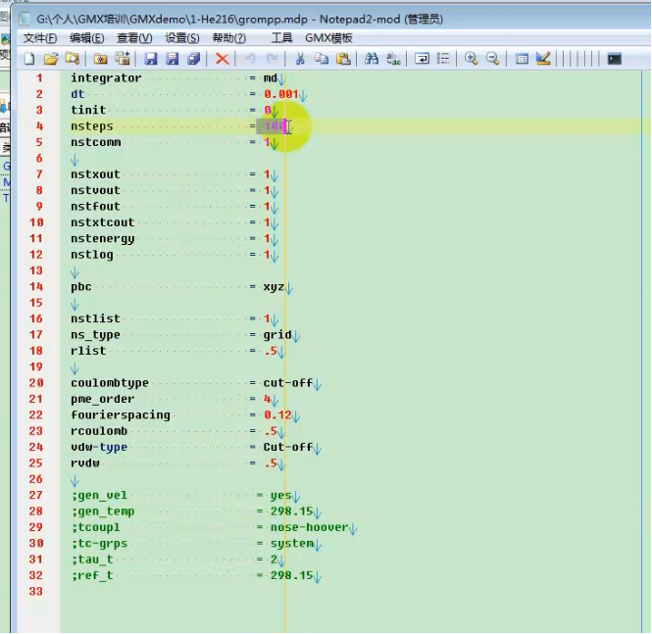 G:\个人\GMX培训\GMXdemo\1-He216\grompp.mdp - Notepad2-mod (管理员)
文件(F) 编辑(E) 查看(V) 设置(S) 帮助(?) 工具 GMX模板
1 integrator = md
2 dt = 0.001
3 tinit = 0
4 nsteps = 100
5 nstcomm = 1
6
7 nstxout = 1
8 nstvout = 1
9 nstfout = 1
10 nstxtcout = 1
11 nstenergy = 1
12 nstlog = 1
13
14 pbc = xyz
15
16 nstlist = 1
17 ns_type = grid
18 rlist = .5
19
20 coulombtype = cut-off
21 pme_order = 4
22 fourierspacing = 0.12
23 rcoulomb = .5
24 vdw-type = Cut-off
25 rvdw = .5
26
27 ;gen_vel = yes
28 ;gen_temp = 298.15
29 ;tcoupl = nose-hoover
30 ;tc-grps = system
31 ;tau_t = 2
32 ;ref_t = 298.15
33